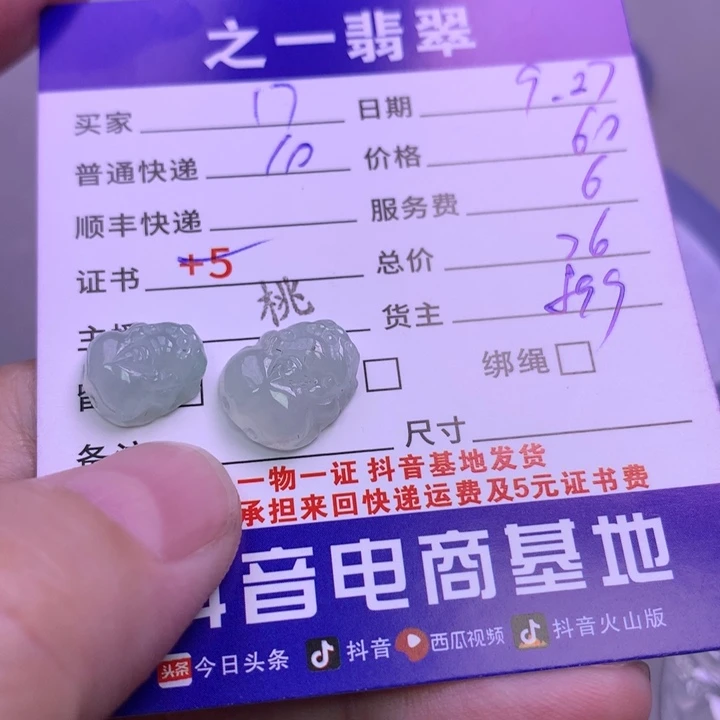 之一翡翠
买家 17 日期 9.27
普通快递 10 价格 60
顺丰快递 服务费 6
证书 +5 总价 76
桃 货主 899
绑绳
尺寸
一物一证 抖音基地发货
承担来回快递运费及5元证书费
音电商基地
头条 今日头条 抖音 西瓜视频 抖音火山版